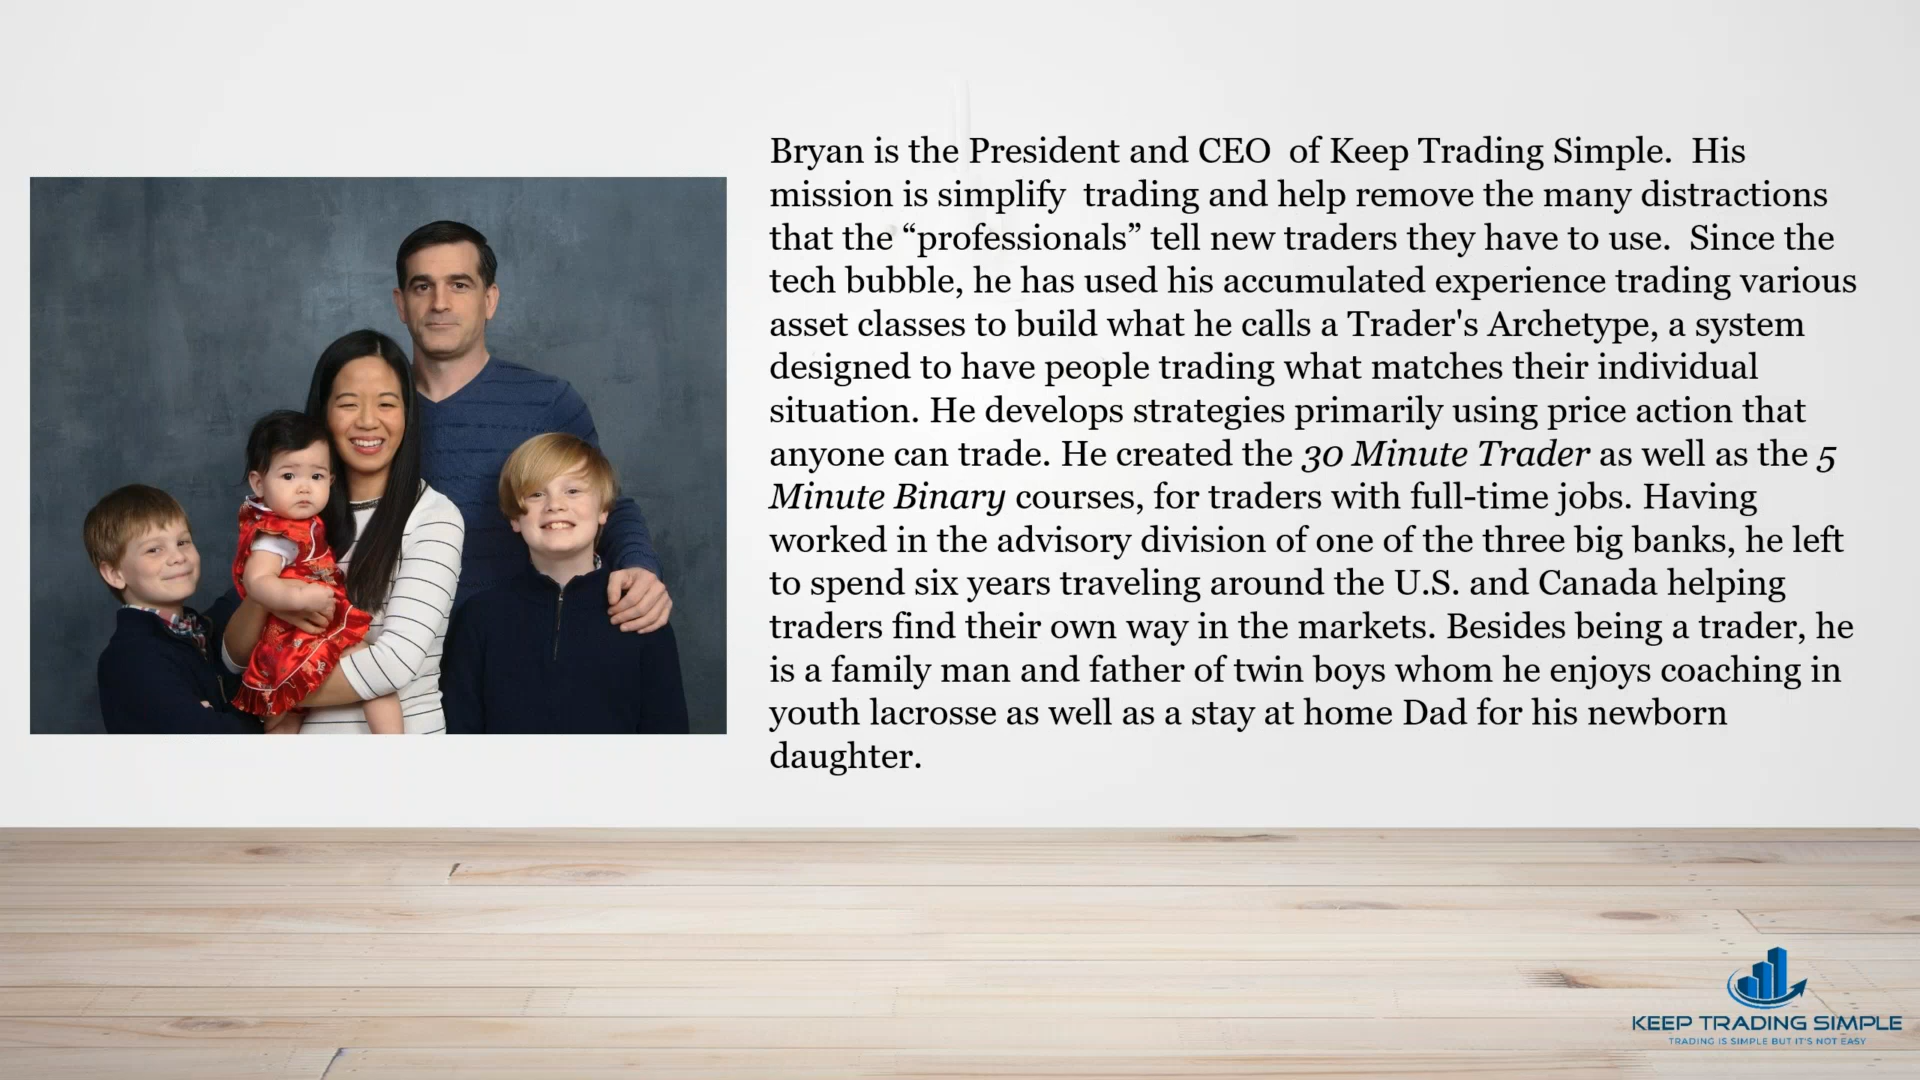 Bryan is the President and CEO  of Keep Trading Simple.  His
mission is simplify  trading and help remove the many distractions
that the “professionals” tell new traders they have to use.  Since the
tech bubble, he has used his accumulated experience trading various
asset classes to build what he calls a Trader's Archetype, a system
designed to have people trading what matches their individual
situation. He develops strategies primarily using price action that
anyone can trade. He created the 30 Minute Trader as well as the 5
Minute Binary courses, for traders with full-time jobs. Having
worked in the advisory division of one of the three big banks, he left
to spend six years traveling around the U.S. and Canada helping
traders find their own way in the markets. Besides being a trader, he
is a family man and father of twin boys whom he enjoys coaching in
youth lacrosse as well as a stay at home Dad for his newborn
daughter.
KEEP TRADING SIMPLE
TRADING IS SIMPLE BUT IT'S NOT EASY